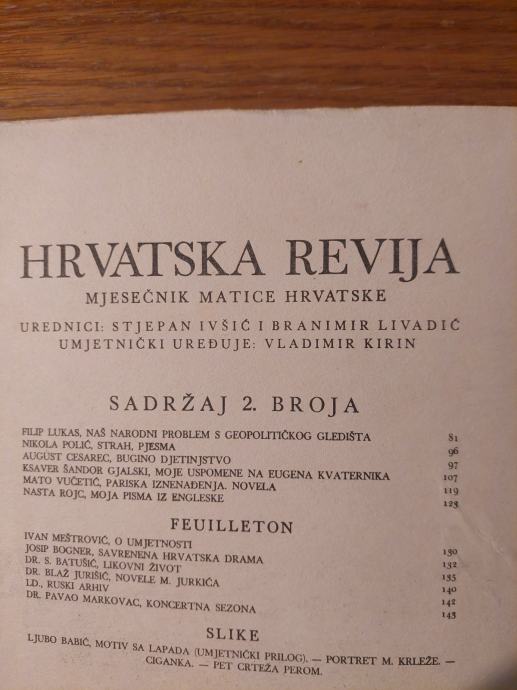 HRVATSKA REVIJA
MJESEČNIK MATICE HRVATSKE
UREDNICI: STJEPAN IVŠIĆ I BRANIMIR LIVADIĆ
UMJETNIČKI UREĐUJE: VLADIMIR KIRIN
SADRŽAJ 2. BROJA
FILIP LUKAS, NAŠ NARODNI PROBLEM S GEOPOLITIČKOG GLEDIŠTA 81
NIKOLA POLIĆ, STRAH, PJESMA 96
AUGUST CESAREC, BUGINO DJETINJSTVO 97
KSAVER ŠANDOR GJALSKI, MOJE USPOMENE NA EUGENA KVATERNIKA 107
MATO VUČETIĆ, PARISKA IZNENAĐENJA. NOVELA 119
NASTA ROJC, MOJA PISMA IZ ENGLESKE 123
FEUILLETON
IVAN MEŠTROVIĆ, O UMJETNOSTI 130
JOSIP BOGNER, SAVRENENA HRVATSKA DRAMA 132
DR. S. BATUŠIĆ, LIKOVNI ŽIVOT 135
DR. BLAŽ JURIŠIĆ, NOVELE M. JURKIĆA 140
I.D., RUSKI ARHIV 142
DR. PAVAO MARKOVAC, KONCERTNA SEZONA 143
SLIKE
LJUBO BABIĆ, MOTIV SA LAPADA (UMJETNIČKI PRILOG). — PORTRET M. KRLEŽE. —
CIGANKA. — PET CRTEŽA PEROM.